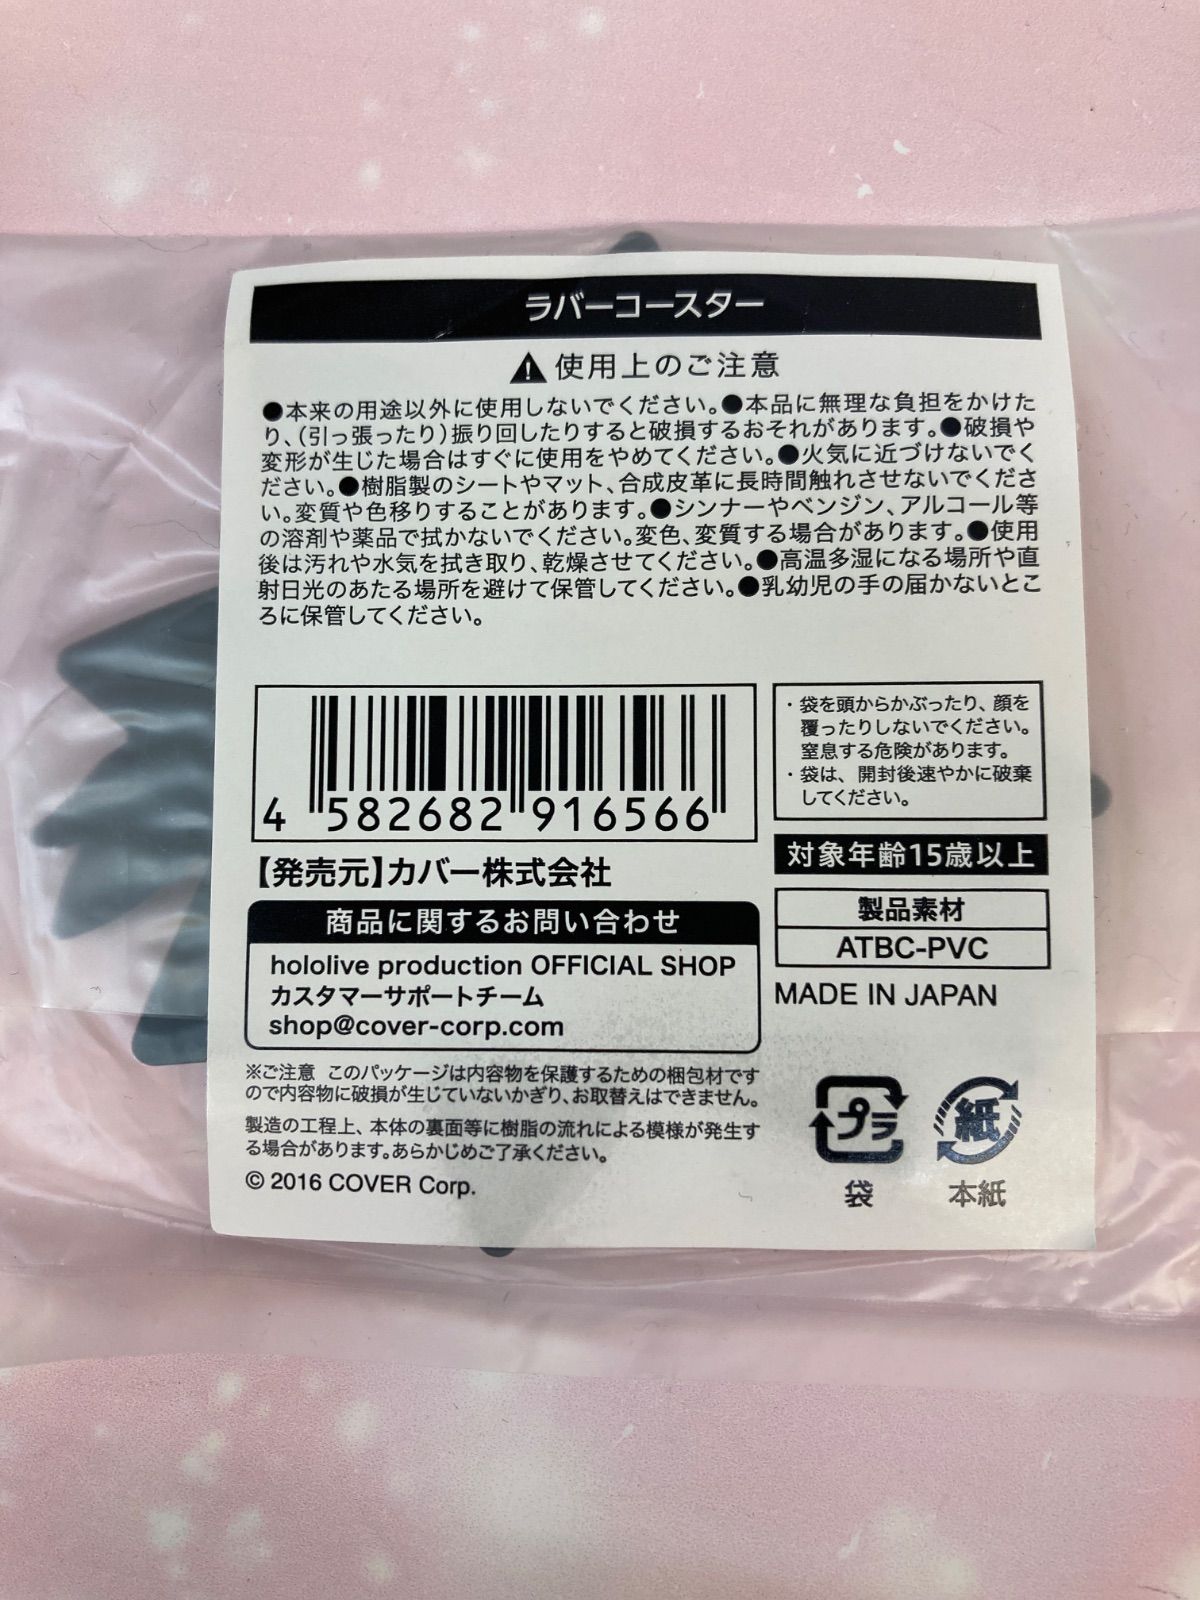 ラバーコースター
使用上のご注意
●本来の用途以外に使用しないでください。●本品に無理な負担をかけた
り、(引っ張ったり)振り回したりすると破損するおそれがあります。●破損や
変形が生じた場合はすぐに使用をやめてください。●火気に近づけないでく
ださい。●樹脂製のシートやマット、合成皮革に長時間触れさせないでくださ
い。変質や色移りすることがあります。●シンナーやベンジン、アルコール等
の溶剤や薬品で拭かないでください。変色、変質する場合があります。●使用
後は汚れや水気を拭き取り、乾燥させてください。●高温多湿になる場所や直
射日光のあたる場所を避けて保管してください。●乳幼児の手の届かないとこ
ろに保管してください。
4 582682 916566
・袋を頭からかぶったり、顔を
覆ったりしないでください。
窒息する危険があります。
・袋は、開封後速やかに破棄
してください。
【発売元】カバー株式会社
対象年齢15歳以上
製品素材
ATBC-PVC
MADE IN JAPAN
商品に関するお問い合わせ
hololive production OFFICIAL SHOP
カスタマーサポートチーム
shop@cover-corp.com
※ご注意 このパッケージは内容物を保護するための梱包材です
ので内容物に破損が生じていないかぎり、お取替えはできません。
製造の工程上、本体の裏面等に樹脂の流れによる模様が発生す
る場合があります。あらかじめご了承ください。
© 2016 COVER Corp.
プラ
袋
紙
本紙